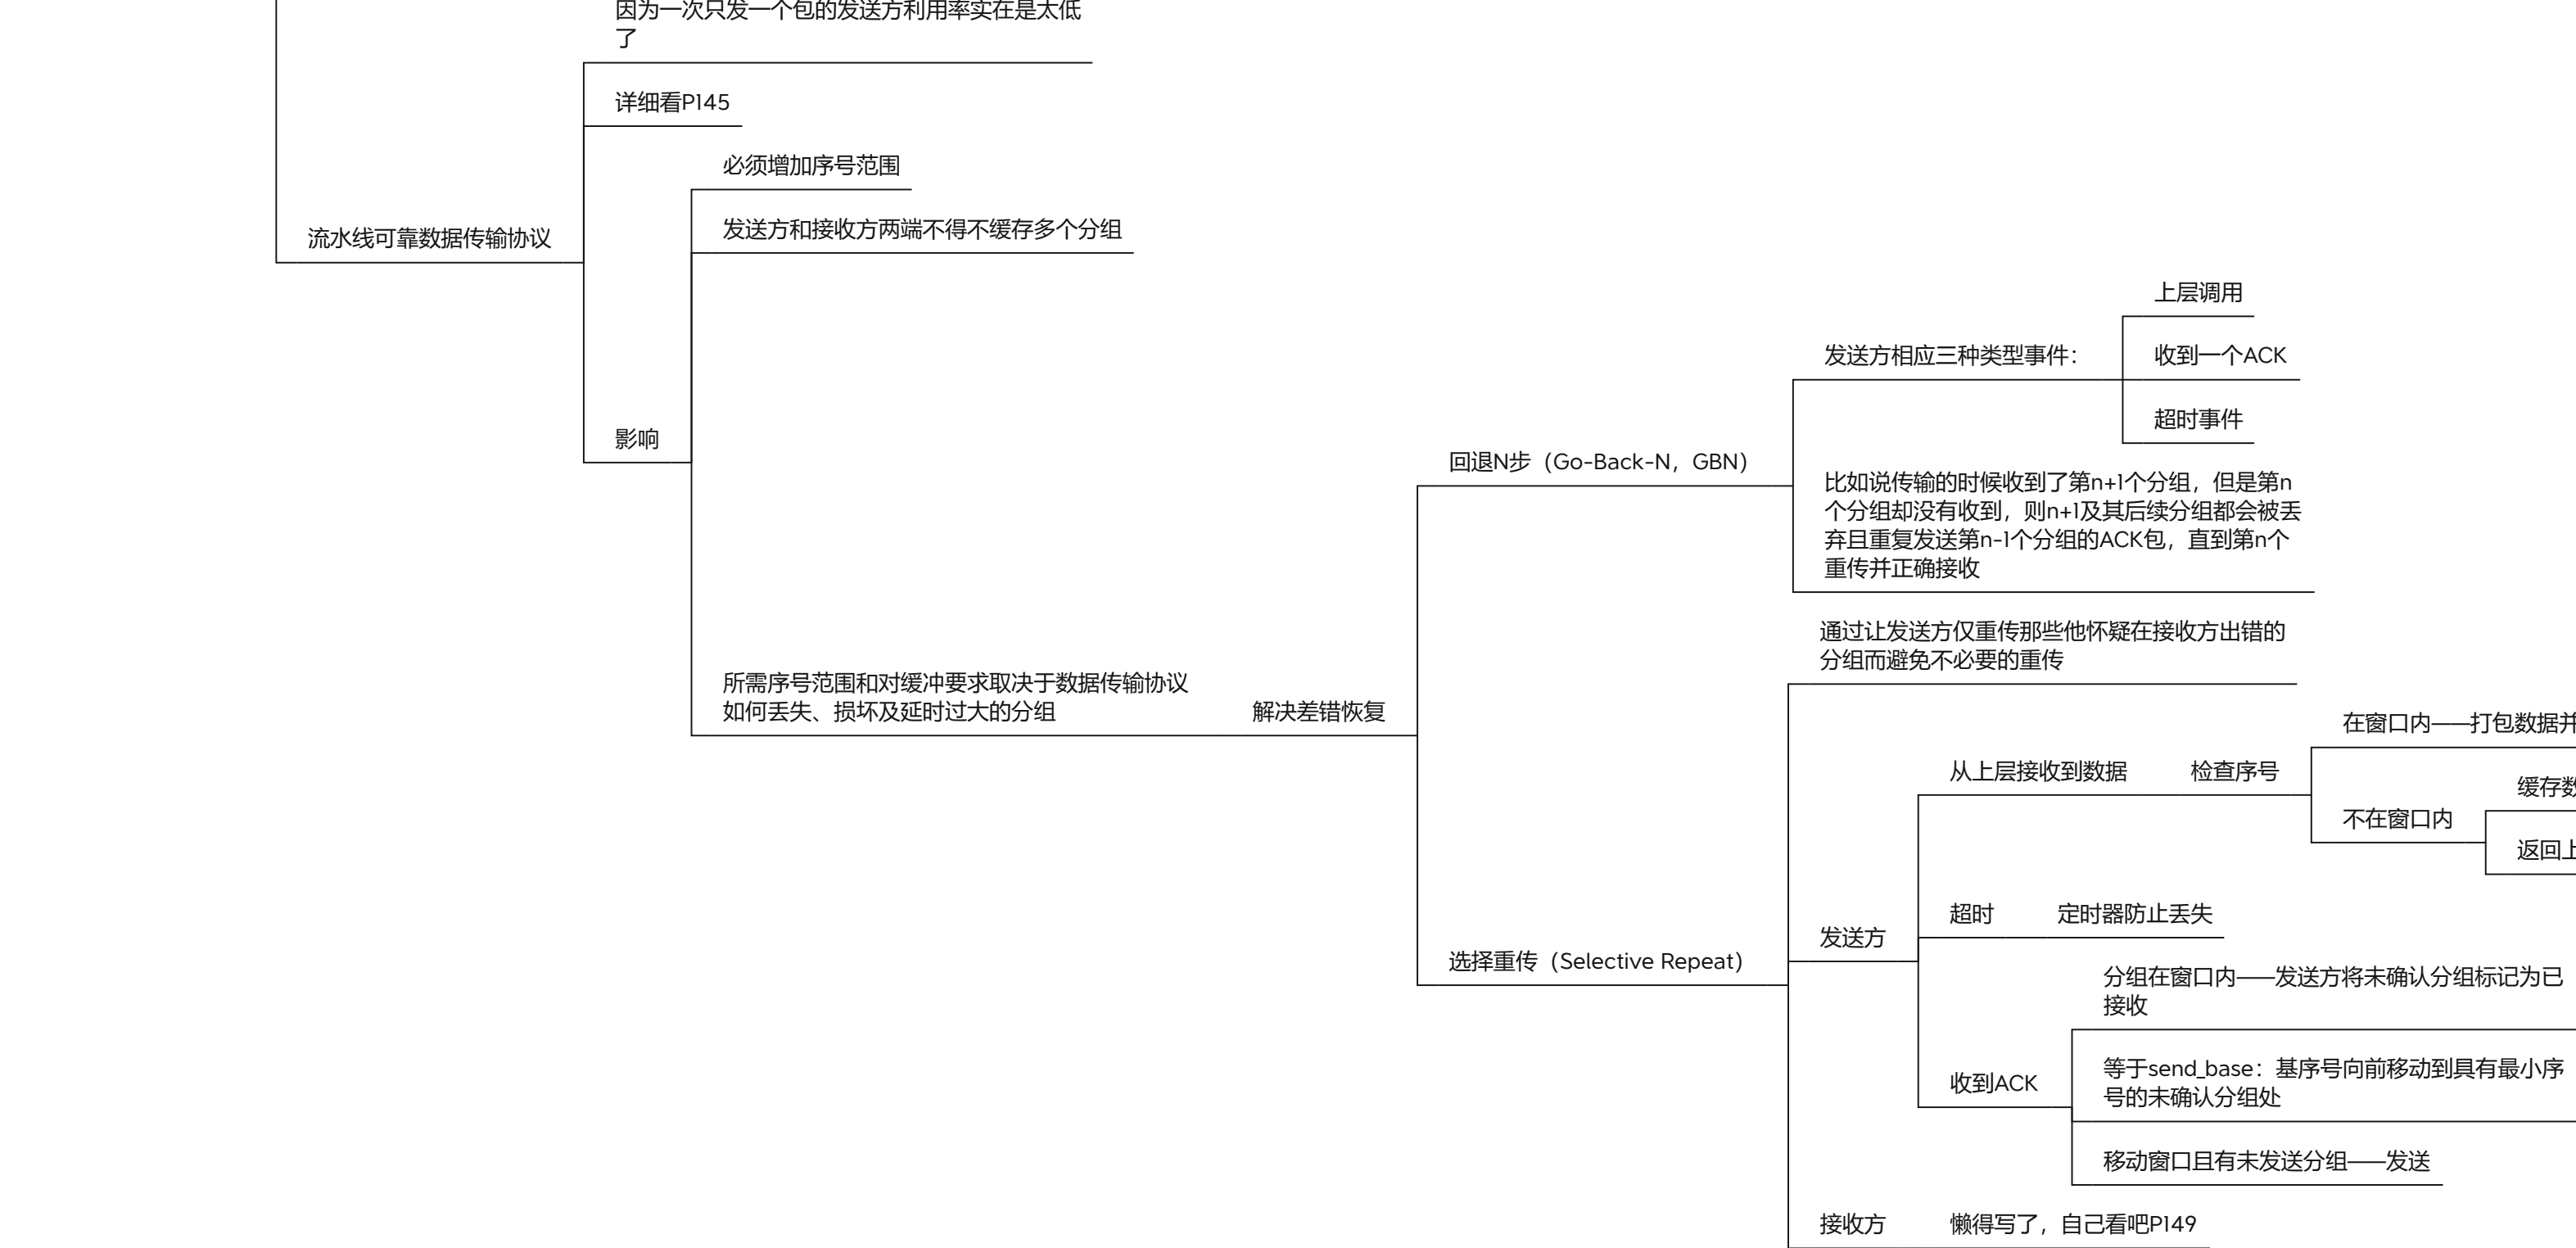 因为一次只发一个包的发送方利用率实在是太低
了
详细看P145
必须增加序号范围
流水线可靠数据传输协议
发送方和接收方两端不得不缓存多个分组
影响
上层调用
发送方相应三种类型事件：
收到一个ACK
超时事件
回退N步（Go-Back-N，GBN）
比如说传输的时候收到了第n+1个分组，但是第n
个分组却没有收到，则n+1及其后续分组都会被丢
弃且重复发送第n-1个分组的ACK包，直到第n个
重传并正确接收
所需序号范围和对缓冲要求取决于数据传输协议
如何丢失、损坏及延时过大的分组
解决差错恢复
通过让发送方仅重传那些他怀疑在接收方出错的
分组而避免不必要的重传
选择重传（Selective Repeat）
发送方
从上层接收到数据
检查序号
在窗口内——打包数据并
不在窗口内
缓存数
返回上
超时
定时器防止丢失
收到ACK
分组在窗口内——发送方将未确认分组标记为已
接收
等于send_base：基序号向前移动到具有最小序
号的未确认分组处
移动窗口且有未发送分组——发送
接收方
懒得写了，自己看吧P149